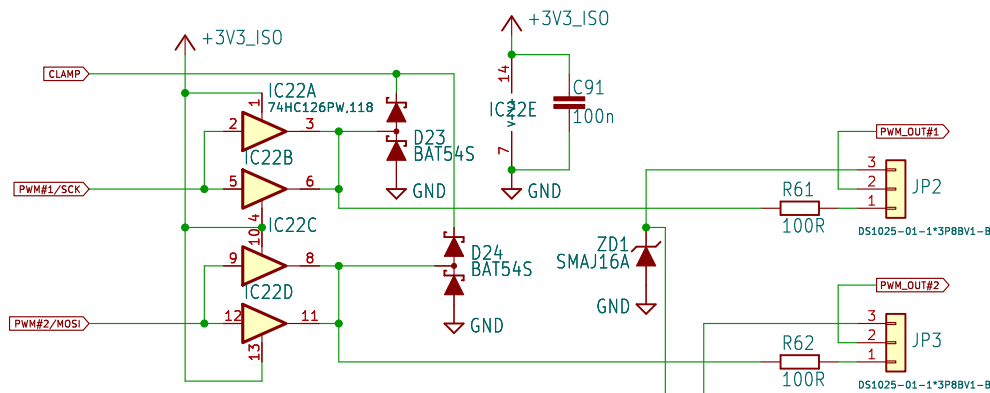 +3V3_ISO
+3V3_ISO
CLAMP
14
IC22A
1
74HC126PW,118
C91
IC22E
100n
2
3
D23
PWM_OUT#1
IC22B
BAT54S
7
3
PWM#1/SCK
5
6
GND
GND
R61
2
JP2
1
4
IC22C
100R
DS1025-01-1*3P8BV1-B
10
ZD1
D24
9
8
SMAJ16A
BAT54S
IC22D
PWM_OUT#2
GND
PWM#2/MOSI
12
11
GND
3
R62
2
JP3
13
1
100R
DS1025-01-1*3P8BV1-B